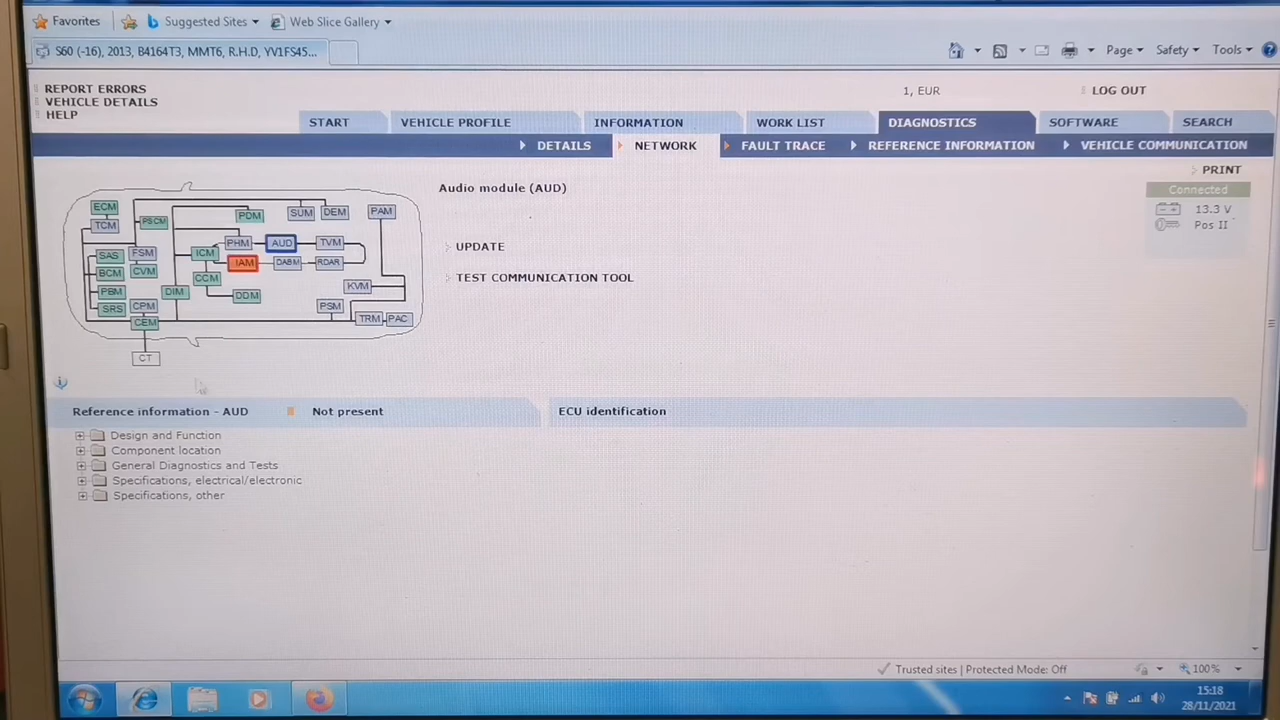 Favorites
Suggested Sites
Web Slice Gallery
S60 (-16), 2013, B4164T3, MMT6, R.H.D, YV1FS45...
Page
Safety
Tools
REPORT ERRORS
VEHICLE DETAILS
HELP
1, EUR
LOG OUT
START
VEHICLE PROFILE
INFORMATION
WORK LIST
DIAGNOSTICS
SOFTWARE
SEARCH
DETAILS
NETWORK
FAULT TRACE
REFERENCE INFORMATION
VEHICLE COMMUNICATION
PRINT
Connected
13.3 V
Pos II
Audio module (AUD)
UPDATE
TEST COMMUNICATION TOOL
ECM
TCM
PSCM
PDM
SUM
DEM
PAM
SAS
FSM
ICM
PHM
AUD
TVM
BCM
CVM
IAM
DABM
RDAR
CCM
PBM
DIM
DDM
KVM
SRS
CPM
PSM
CEM
TRM
PAC
CT
Reference information - AUD
Not present
ECU identification
Design and Function
Component location
General Diagnostics and Tests
Specifications, electrical/electronic
Specifications, other
Trusted sites | Protected Mode: Off
100%
15:18
28/11/2021